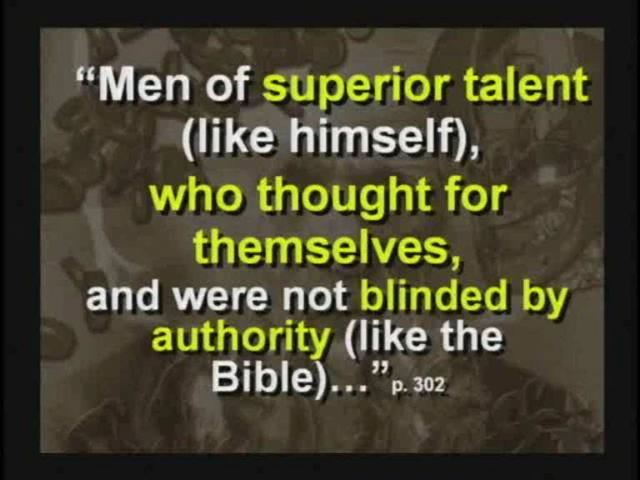 “Men of superior talent
(like himself),
who thought for
themselves,
and were not blinded by
authority (like the
Bible)…” p. 302